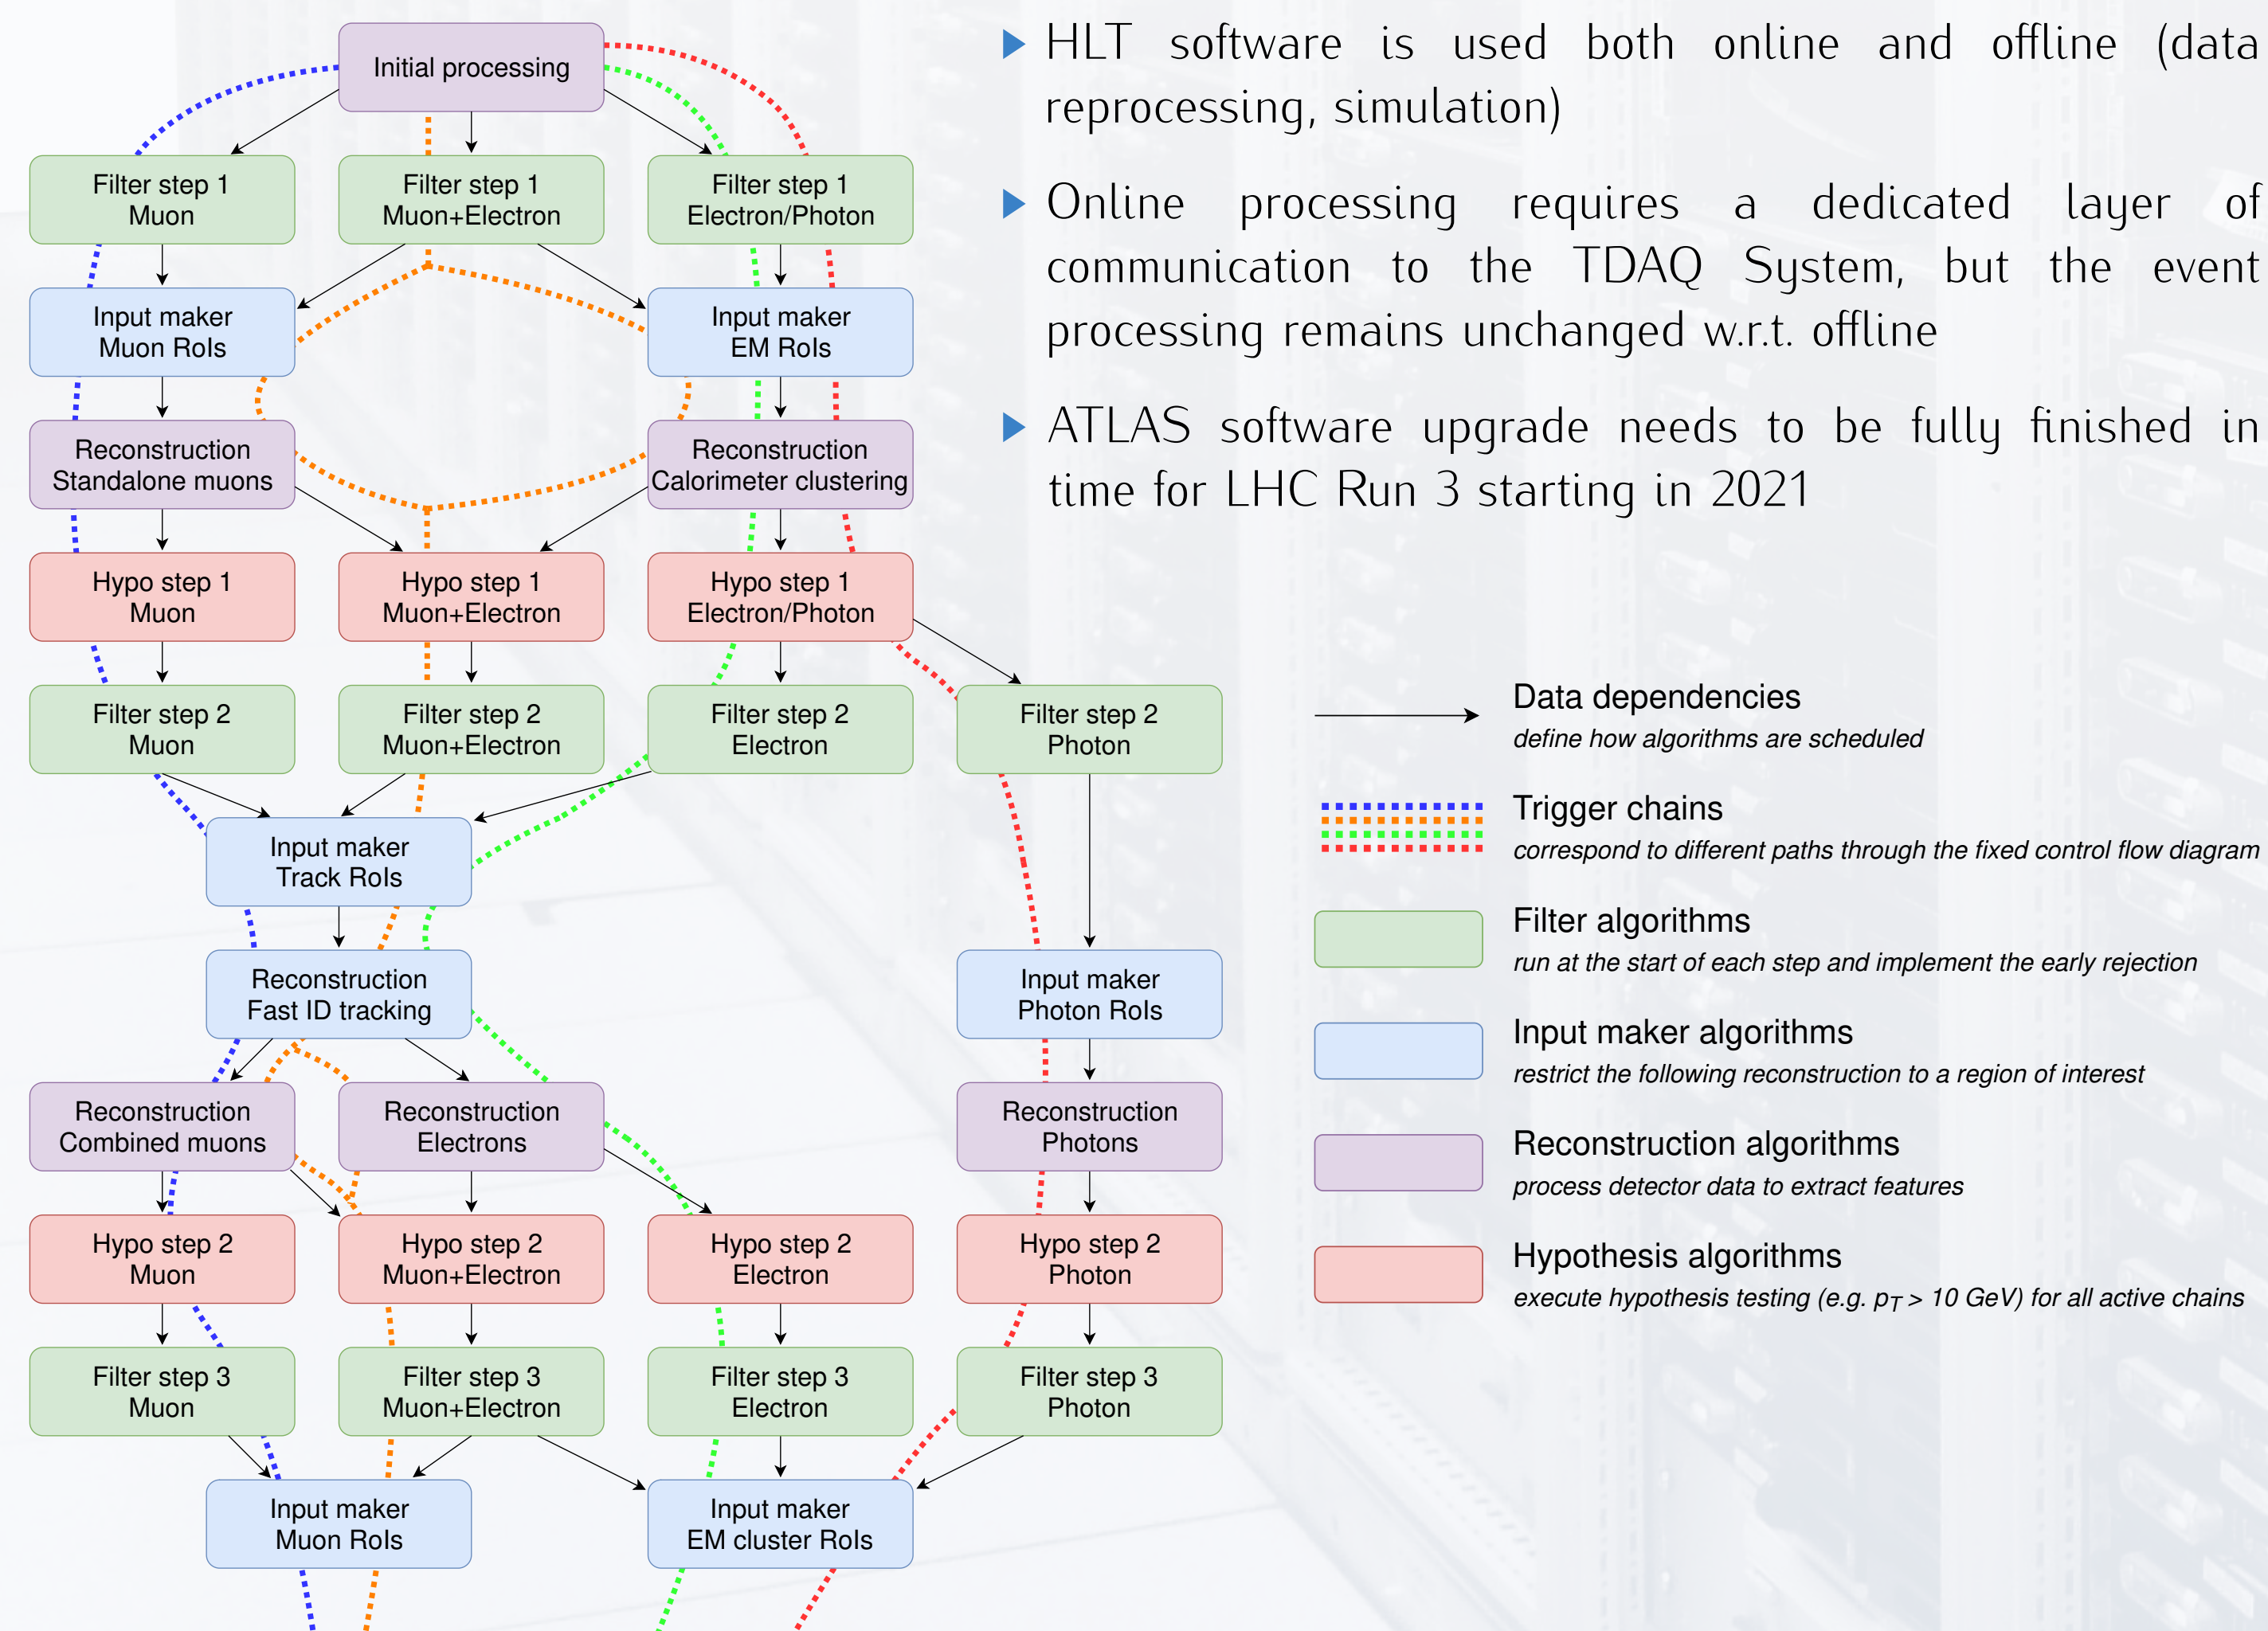 Initial processing
Filter step 1
Muon
Filter step 1
Muon+Electron
Filter step 1
Electron/Photon
Input maker
Muon RoIs
Input maker
EM RoIs
Reconstruction
Standalone muons
Reconstruction
Calorimeter clustering
Hypo step 1
Muon
Hypo step 1
Muon+Electron
Hypo step 1
Electron/Photon
Filter step 2
Muon
Filter step 2
Muon+Electron
Filter step 2
Electron
Filter step 2
Photon
Input maker
Track RoIs
Reconstruction
Fast ID tracking
Input maker
Photon RoIs
Reconstruction
Combined muons
Reconstruction
Electrons
Reconstruction
Photons
Hypo step 2
Muon
Hypo step 2
Muon+Electron
Hypo step 2
Electron
Hypo step 2
Photon
Filter step 3
Muon
Filter step 3
Muon+Electron
Filter step 3
Electron
Filter step 3
Photon
Input maker
Muon RoIs
Input maker
EM cluster RoIs
HLT software is used both online and offline (data
reprocessing, simulation)
Online processing requires a dedicated layer of
communication to the TDAQ System, but the event
processing remains unchanged w.r.t. offline
ATLAS software upgrade needs to be fully finished in
time for LHC Run 3 starting in 2021
Data dependencies
define how algorithms are scheduled
Trigger chains
correspond to different paths through the fixed control flow diagram
Filter algorithms
run at the start of each step and implement the early rejection
Input maker algorithms
restrict the following reconstruction to a region of interest
Reconstruction algorithms
process detector data to extract features
Hypothesis algorithms
execute hypothesis testing (e.g. pT > 10 GeV) for all active chains